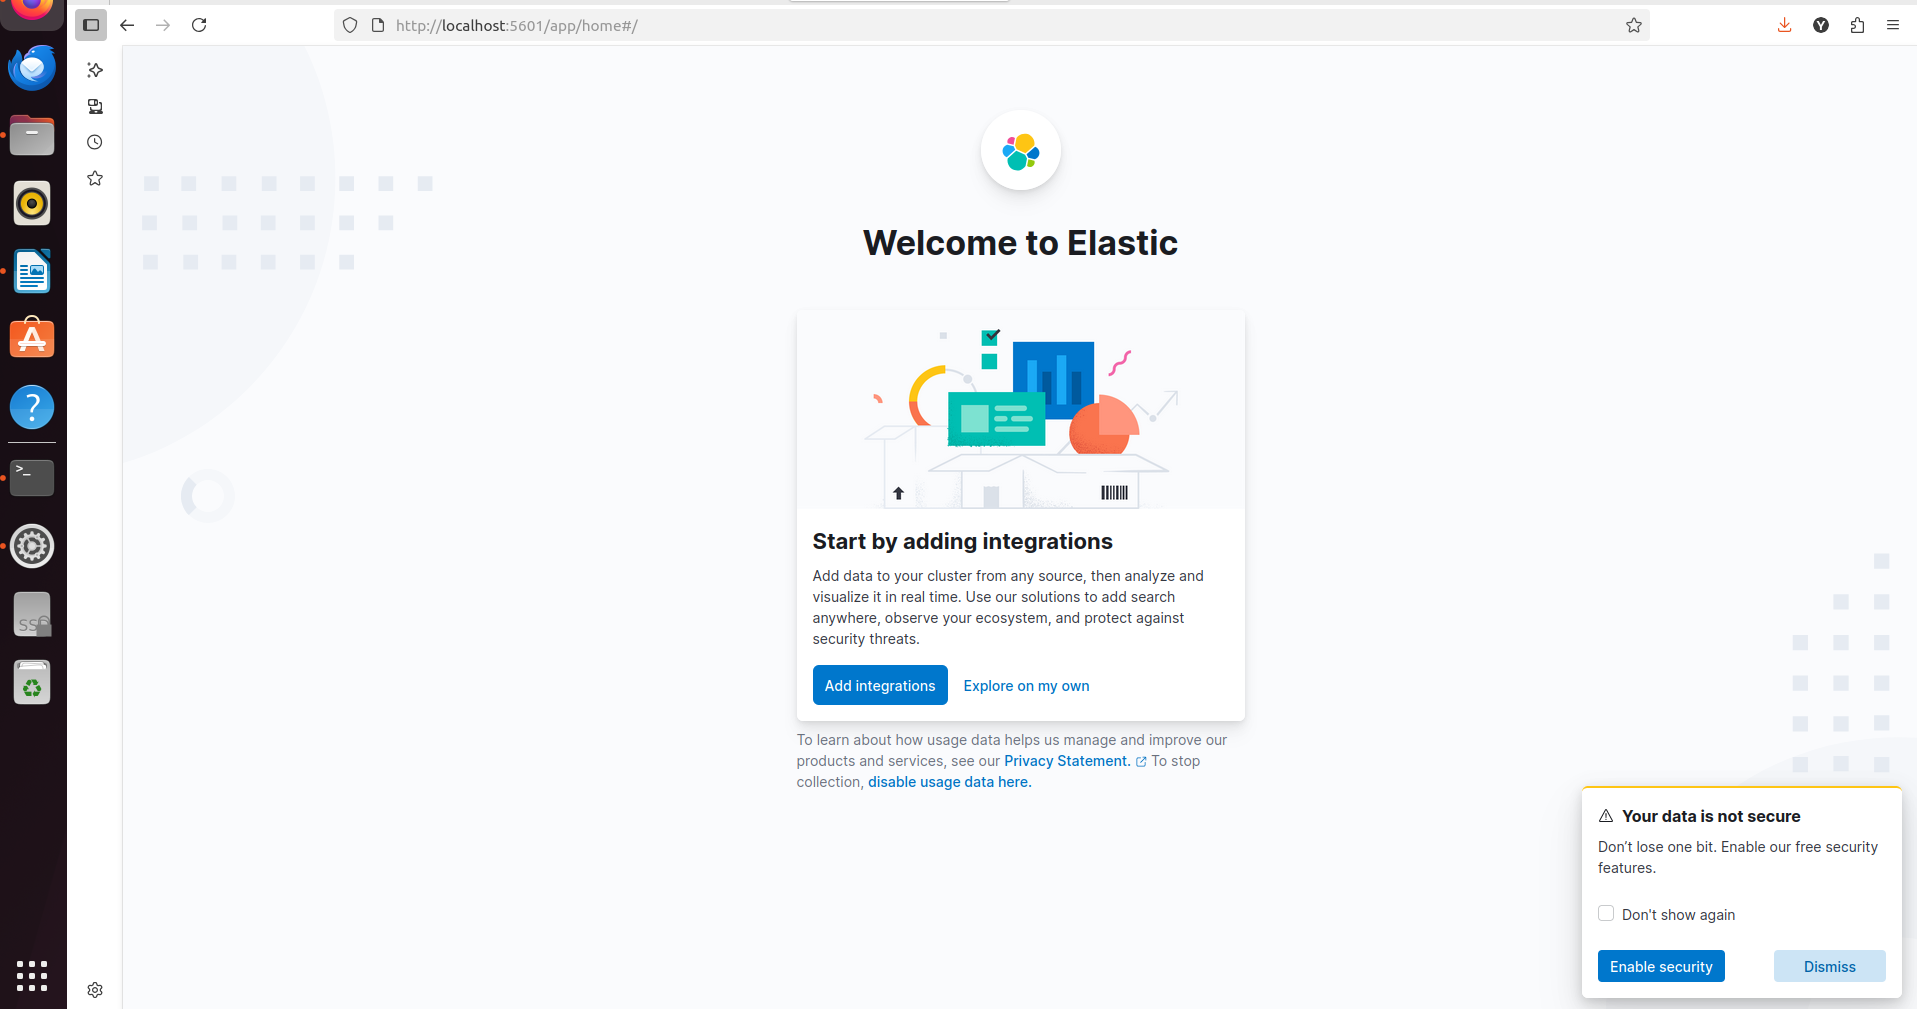 http://localhost:5601/app/home#/
Welcome to Elastic
Start by adding integrations
Add data to your cluster from any source, then analyze and
visualize it in real time. Use our solutions to add search
anywhere, observe your ecosystem, and protect against
security threats.
Add integrations
Explore on my own
To learn about how usage data helps us manage and improve our
products and services, see our Privacy Statement. To stop
collection, disable usage data here.
Your data is not secure
Don’t lose one bit. Enable our free security
features.
Don't show again
Enable security
Dismiss
Y
?
>_
SS